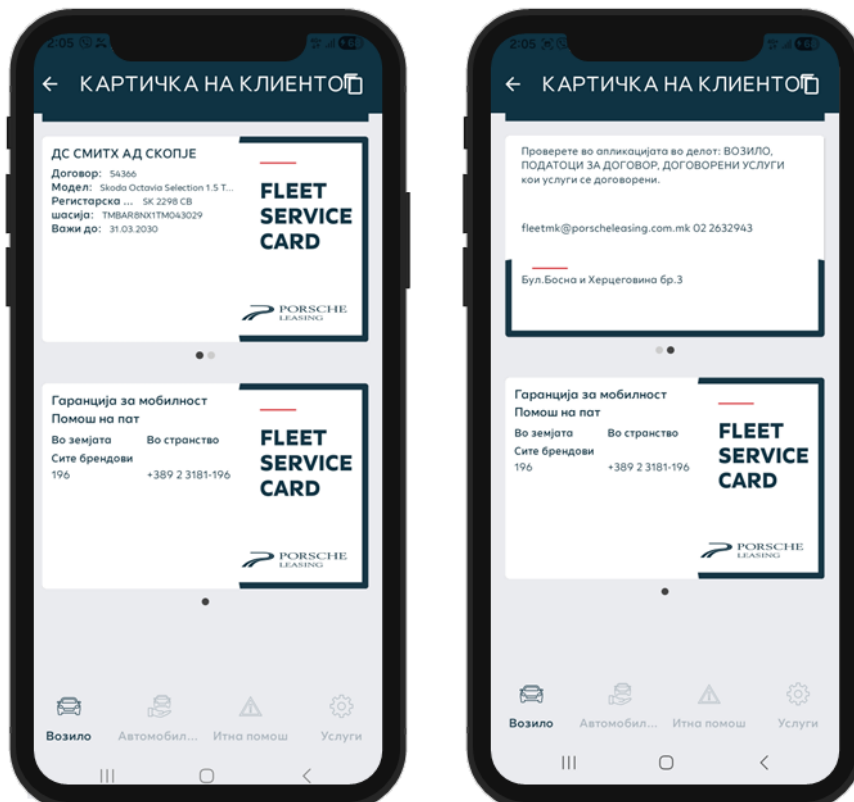 2:05
КАРТИЧКА НА КЛИЕНТО
ДС СМИТХ АД СКОПЈЕ
Договор: 54366
Модел: Skoda Octavia Selection 1.5 T...
Регистарска ... SK 2298 CB
шасија: TMBAR8NX1TM043029
Важи до: 31.03.2030
FLEET
SERVICE
CARD
PORSCHE
LEASING
Гаранција за мобилност
Помош на пат
Во земјата Во странство
Сите брендови
196 +389 2 3181-196
FLEET
SERVICE
CARD
PORSCHE
LEASING
Возило Автомобил... Итна помош Услуги
2:05
КАРТИЧКА НА КЛИЕНТО
Проверете во апликацијата во делот: ВОЗИЛО,
ПОДАТОЦИ ЗА ДОГОВОР, ДОГОВОРЕНИ УСЛУГИ
кои услуги се договорени.
fleetmk@porscheleasing.com.mk 02 2632943
Бул.Босна и Херцеговина бр.3
Гаранција за мобилност
Помош на пат
Во земјата Во странство
Сите брендови
196 +389 2 3181-196
FLEET
SERVICE
CARD
PORSCHE
LEASING
Возило Автомобил... Итна помош Услуги